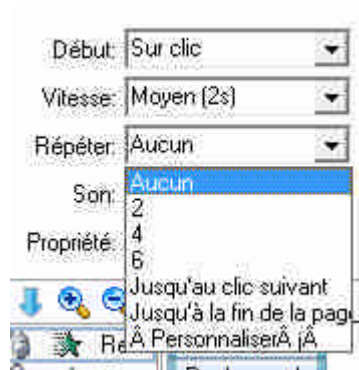 Début: Sur clic
Vitesse: Moyen (2s)
Répéter: Aucun
Son: Aucun
2
4
Propriété:
6
Jusqu'au clic suivant
Jusqu'à la fin de la page
Â PersonnaliserÂ ¡Â